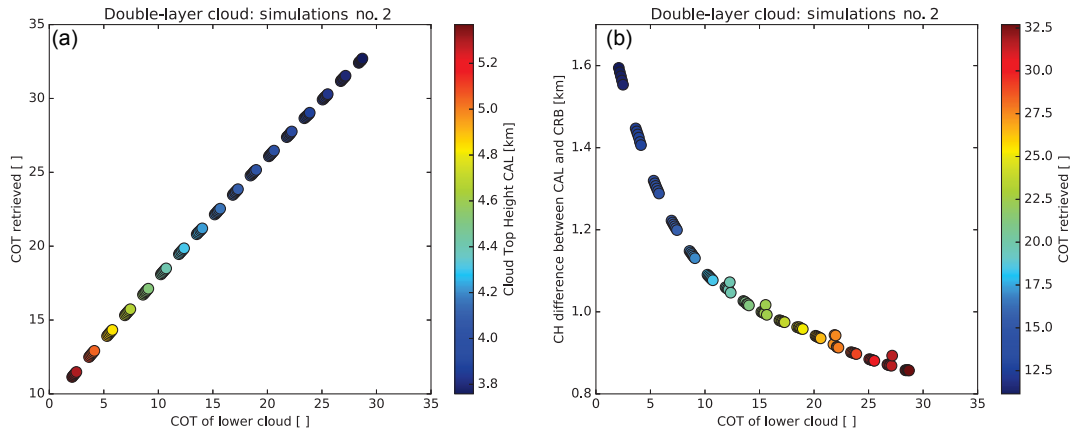 Double-layer cloud: simulations no. 2
(a)
COT retrieved [ ]
35
30
25
20
15
10
0 5 10 15 20 25 30 35
COT of lower cloud [ ]
5.2
5.0
4.8
4.6
4.4
4.2
4.0
3.8
Cloud Top Height CAL [km]
Double-layer cloud: simulations no. 2
(b)
CH difference between CAL and CRB [km]
1.6
1.4
1.2
1.0
0.8
0 5 10 15 20 25 30 35
COT of lower cloud [ ]
32.5
30.0
27.5
25.0
22.5
20.0
17.5
15.0
12.5
COT retrieved [ ]